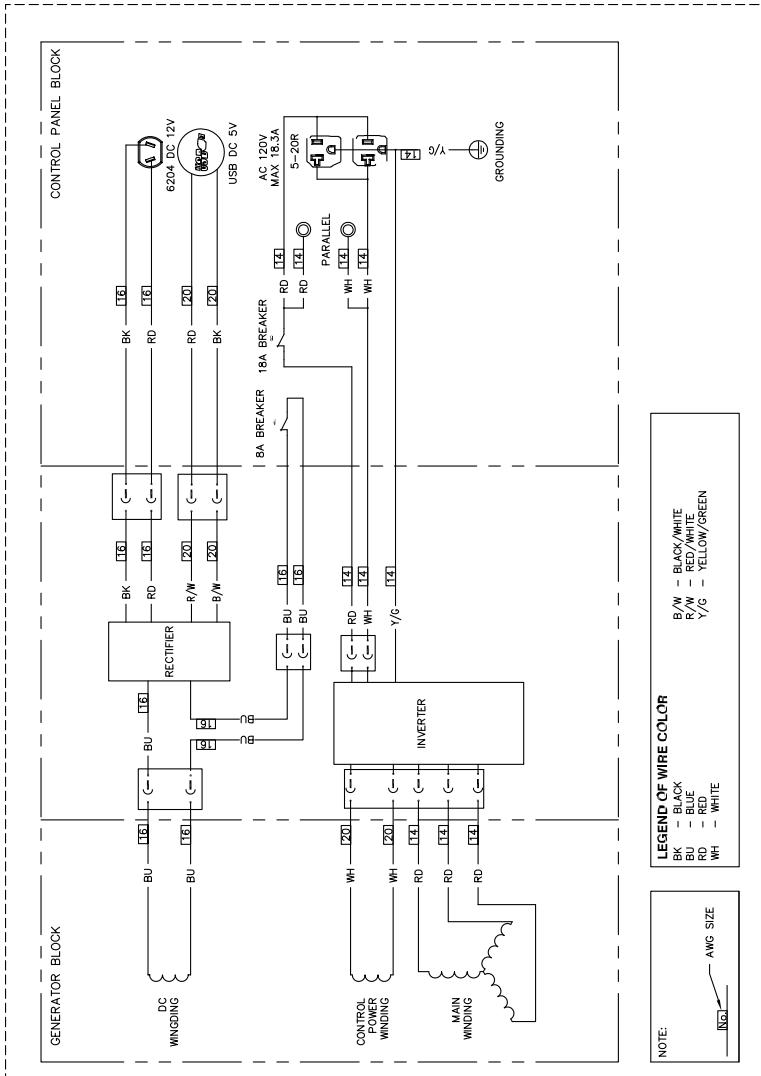 GENERATOR BLOCK
CONTROL PANEL BLOCK
DC
WINGDING
BU
16
BU
16
BU
16
BU
16
BU
16
RECTIFIER
BK
16
RD
16
R/W
20
B/W
20
BK
16
RD
16
RD
20
BK
20
6204 DC 12V
USB DC 5V
BU
16
BU
16
8A BREAKER
18A BREAKER
CONTROL
POWER
WINDING
MAIN
WINDING
WH
20
WH
20
RD
14
RD
14
RD
14
INVERTER
RD
14
WH
Y/G
14
RD
14
RD
14
PARALLEL
WH
14
WH
14
AC 120V
MAX 18.3A
5-20R
14
Y/G
GROUNDING
NOTE:
No.
AWG SIZE
LEGEND OF WIRE COLOR
BK - BLACK
BU - BLUE
RD - RED
WH - WHITE
B/W - BLACK/WHITE
R/W - RED/WHITE
Y/G - YELLOW/GREEN